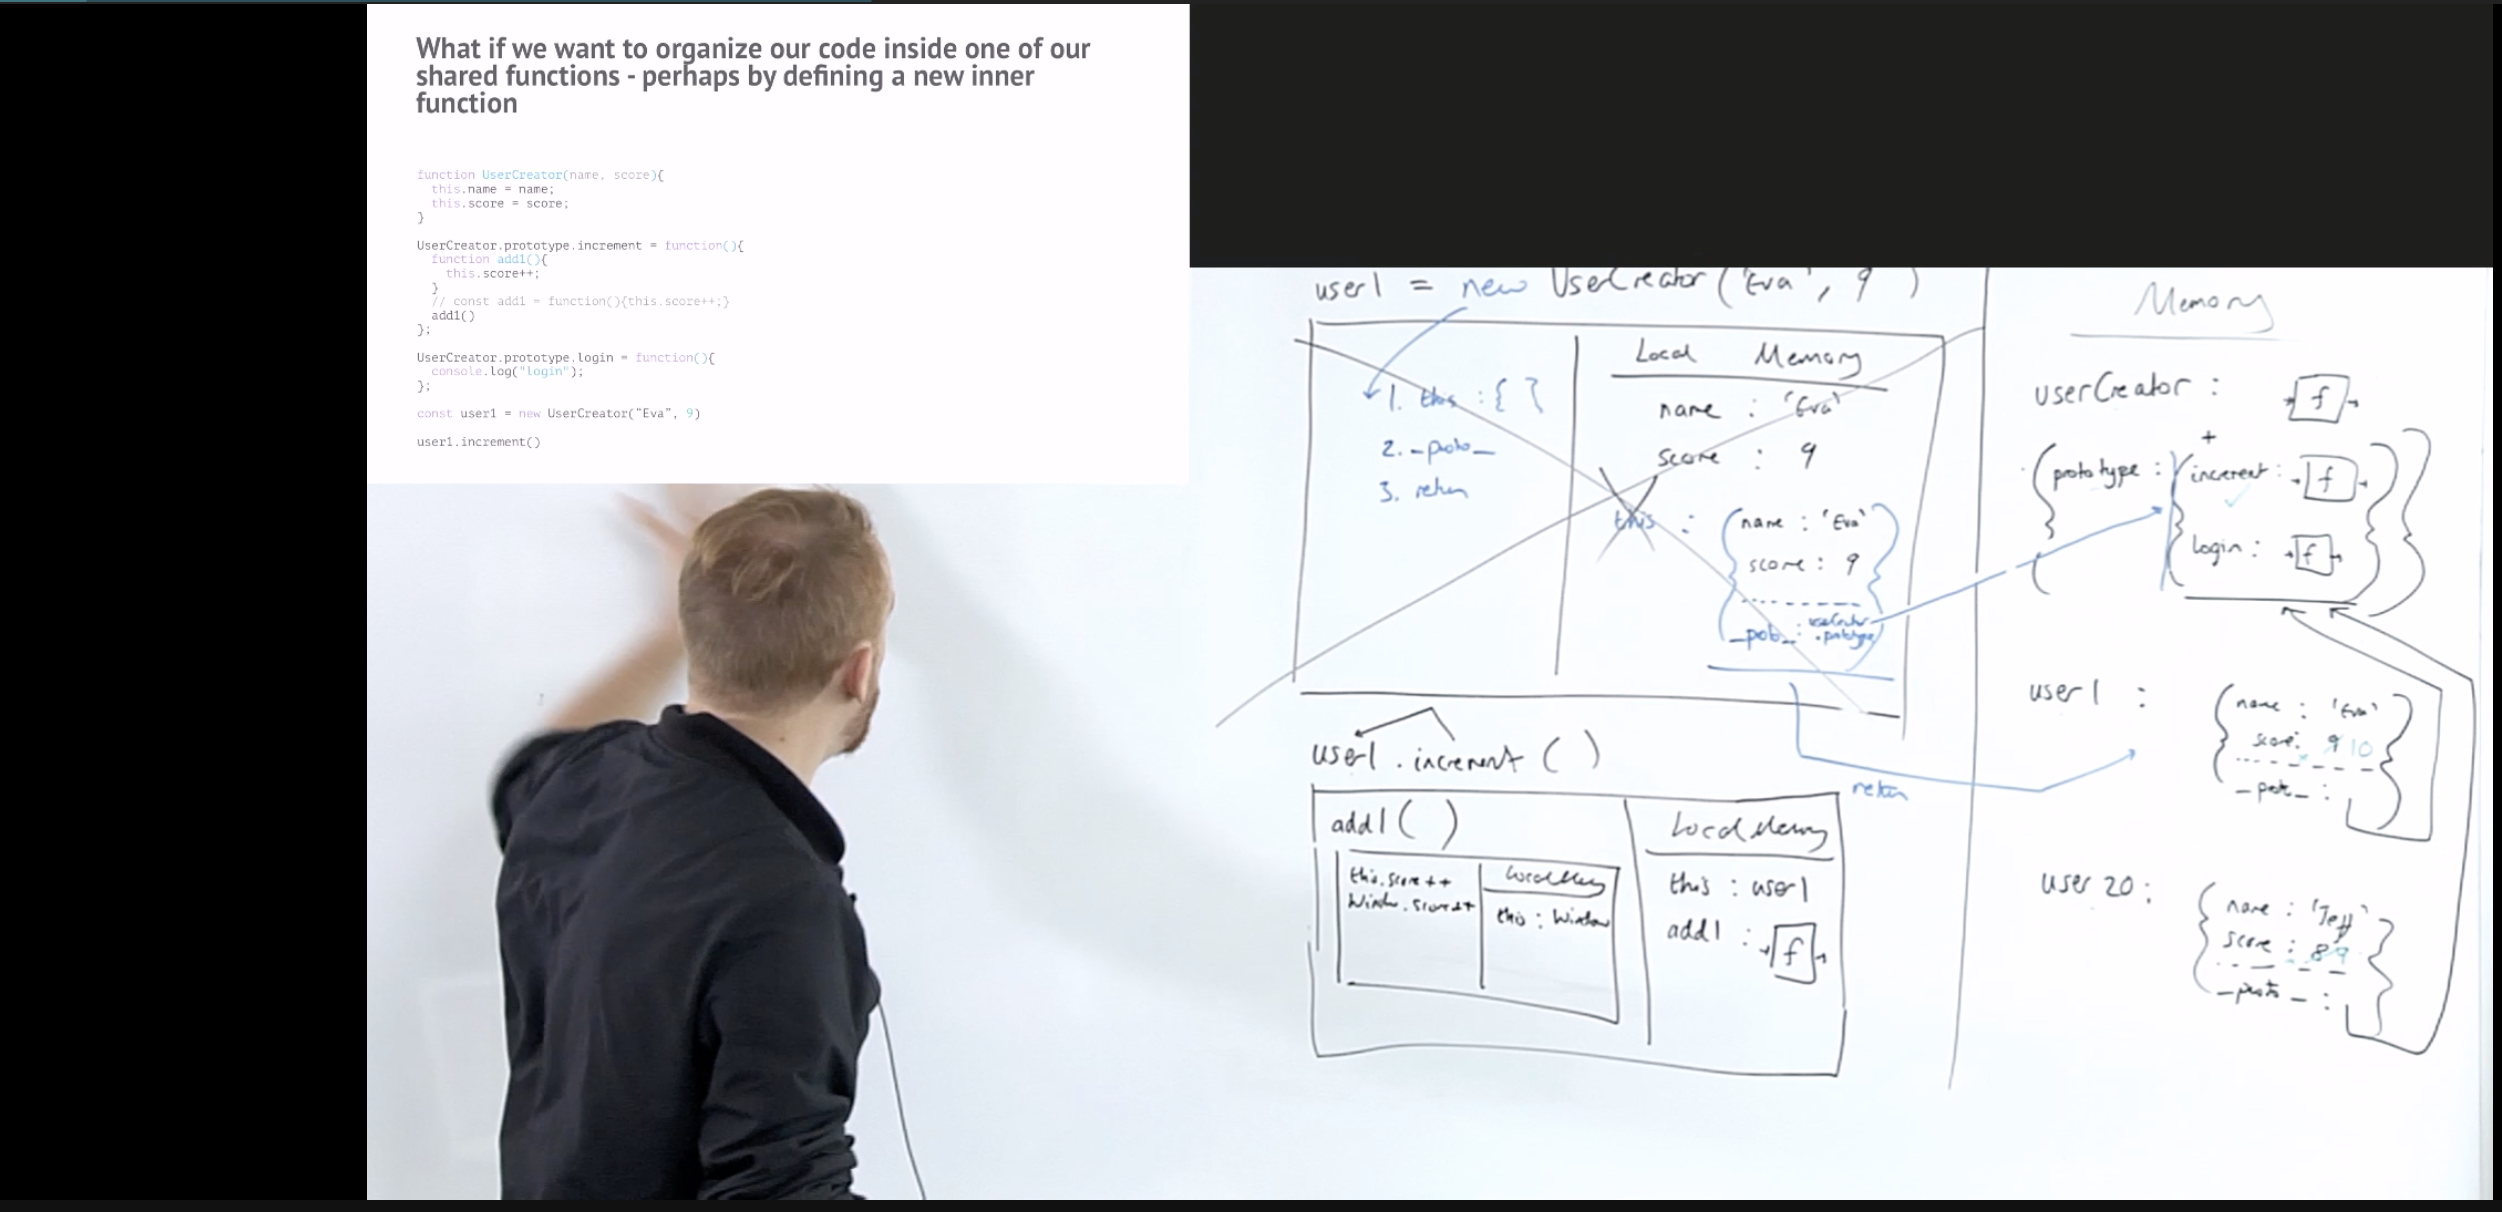 What if we want to organize our code inside one of our
shared functions - perhaps by defining a new inner
function
function UserCreator(name, score){
this.name = name;
this.score = score;
}
UserCreator.prototype.increment = function(){
function add1(){
this.score++;
}
// const add1 = function(){this.score++;}
add1()
};
UserCreator.prototype.login = function(){
console.log("login");
};
const user1 = new UserCreator("Eva", 9)
user1.increment()
user1 = new UserCreator('Eva', 9)
1. this : { }
2. _proto_
3. return
Local Memory
name : 'Eva'
score : 9
this :
name : 'Eva'
score : 9
_proto_ : userCreator
.prototype
return
user1 . increment ( )
add1 ( )
this.score++
Window.score++
Local Memory
this : Window
Local Memory
this : user1
add1 : f
Memory
userCreator : f
+
prototype : { increment : f
login : f
user1 :
name : 'Eva'
score: 9 10
_proto_ :
user 20 :
name : 'Jeff'
score : 8 9
_proto_ :